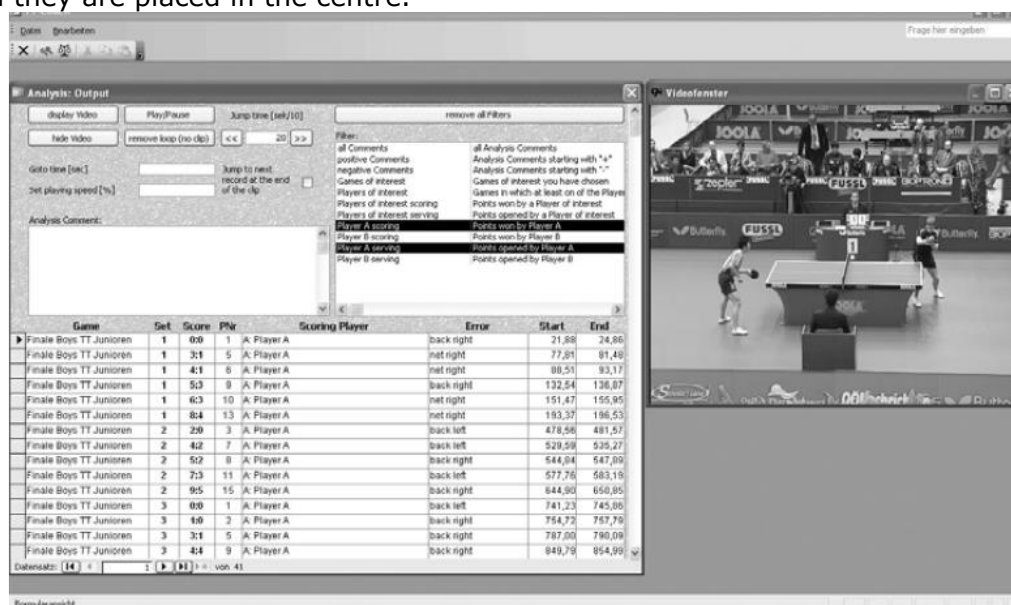 they are placed in the centre.
Datei Bearbeiten
Frage hier eingeben
Analysis: Output
display Video Play/Pause Jump time [sek/10] remove all Filters
hide Video remove loop (no clip) << 20 >>
Filter:
all Comments all Analysis Comments
positive Comments Analysis Comments starting with "+"
negative Comments Analysis Comments starting with "-"
Games of interest Games of interest you have chosen
Players of interest Games in which at least on of the Player
Players of interest scoring Points won by a Player of interest
Players of interest serving Points opened by a Player of interest
Player A scoring Points won by Player A
Player B scoring Points won by Player B
Player A serving Points opened by Player A
Player B serving Points opened by Player B
Goto time [sec]
Jump to next
record at the end
of the clip
Set playing speed [%]
Analysis Comment:
Game Set Score PNr Scoring Player Error Start End
Finale Boys TT Junioren 1 0:0 1 A: Player A back right 21,88 24,86
Finale Boys TT Junioren 1 3:1 5 A: Player A net right 77,81 81,48
Finale Boys TT Junioren 1 4:1 6 A: Player A net right 88,51 93,17
Finale Boys TT Junioren 1 5:3 9 A: Player A back right 132,54 136,87
Finale Boys TT Junioren 1 6:3 10 A: Player A net right 151,47 155,95
Finale Boys TT Junioren 1 8:4 13 A: Player A net right 193,37 196,53
Finale Boys TT Junioren 2 2:0 3 A: Player A back left 478,56 481,57
Finale Boys TT Junioren 2 4:2 7 A: Player A back left 529,59 535,27
Finale Boys TT Junioren 2 5:2 8 A: Player A back right 544,84 547,09
Finale Boys TT Junioren 2 7:3 11 A: Player A back left 577,76 583,19
Finale Boys TT Junioren 2 9:5 15 A: Player A back right 644,90 650,85
Finale Boys TT Junioren 3 0:0 1 A: Player A back left 741,23 745,86
Finale Boys TT Junioren 3 1:0 2 A: Player A back right 754,72 757,79
Finale Boys TT Junioren 3 3:1 5 A: Player A back right 787,00 790,09
Finale Boys TT Junioren 3 4:4 9 A: Player A back right 849,79 854,99
Datensatz: 1 von 41
Formularansicht
Videofenster
JOOLA
JOOLA
zepter FUSSL BIOPTRON
Butterfly FUSSL Butterfly
00
1
JOOLA